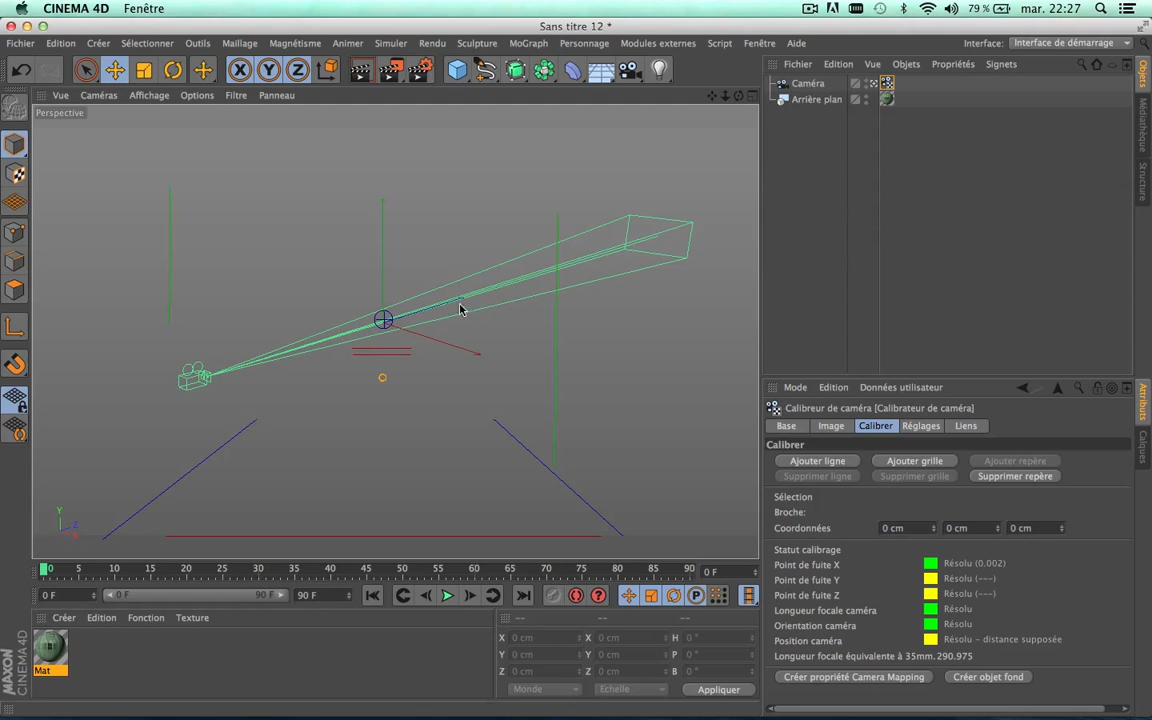 CINEMA 4D Fenêtre 79 % mar. 22:27
Sans titre 12 *
Fichier Edition Créer Sélectionner Outils Maillage Magnétisme Animer Simuler Rendu Sculpture MoGraph Personnage Modules externes Script Fenêtre Aide Interface: Interface de démarrage
Fichier Edition Vue Objets Propriétés Signets
Caméra
Arrière plan
Objets
Médiathèque
Structure
Vue Caméras Affichage Options Filtre Panneau
Perspective
Y
Z
X
Mode Edition Données utilisateur
Calibreur de caméra [Calibrateur de caméra]
Base Image Calibrer Réglages Liens
Calibrer
Ajouter ligne Ajouter grille Ajouter repère
Supprimer ligne Supprimer grille Supprimer repère
Sélection
Broche:
Coordonnées 0 cm 0 cm 0 cm
Statut calibrage
Point de fuite X Résolu (0.002)
Point de fuite Y Résolu (---)
Point de fuite Z Résolu (---)
Longueur focale caméra Résolu
Orientation caméra Résolu
Position caméra Résolu - distance supposée
Longueur focale équivalente à 35mm. 290.975
Créer propriété Camera Mapping Créer objet fond
Attributs
Calques
0 5 10 15 20 25 30 35 40 45 50 55 60 65 70 75 80 85 90 0 F
0 F 0 F 90 F 90 F
Créer Edition Fonction Texture
Mat
-- -- --
X 0 cm X 0 cm H 0 °
Y 0 cm Y 0 cm P 0 °
Z 0 cm Z 0 cm B 0 °
Monde Echelle Appliquer
MAXON
CINEMA 4D